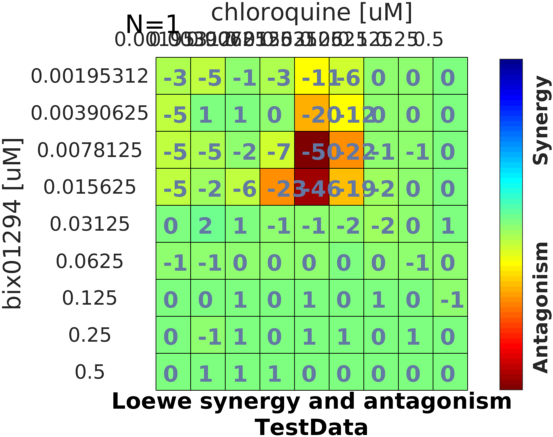 N=1
chloroquine [uM]
0.00195312 -3 -5 -1 -3 -11 -6 0 0 0
0.00390625 -5 1 1 0 -20 -12 0 0 0
0.0078125 -5 -5 -2 -7 -50 -22 -1 -1 0
0.015625 -5 -2 -6 -23 -46 -19 -2 0 0
0.03125 0 2 1 -1 -1 -2 -2 0 1
0.0625 -1 -1 0 0 0 0 0 -1 0
0.125 0 0 1 0 1 0 1 0 -1
0.25 0 -1 1 0 1 1 0 1 0
0.5 0 1 1 1 0 0 0 0 0
bix01294 [uM]
Synergy
Antagonism
Loewe synergy and antagonism
TestData